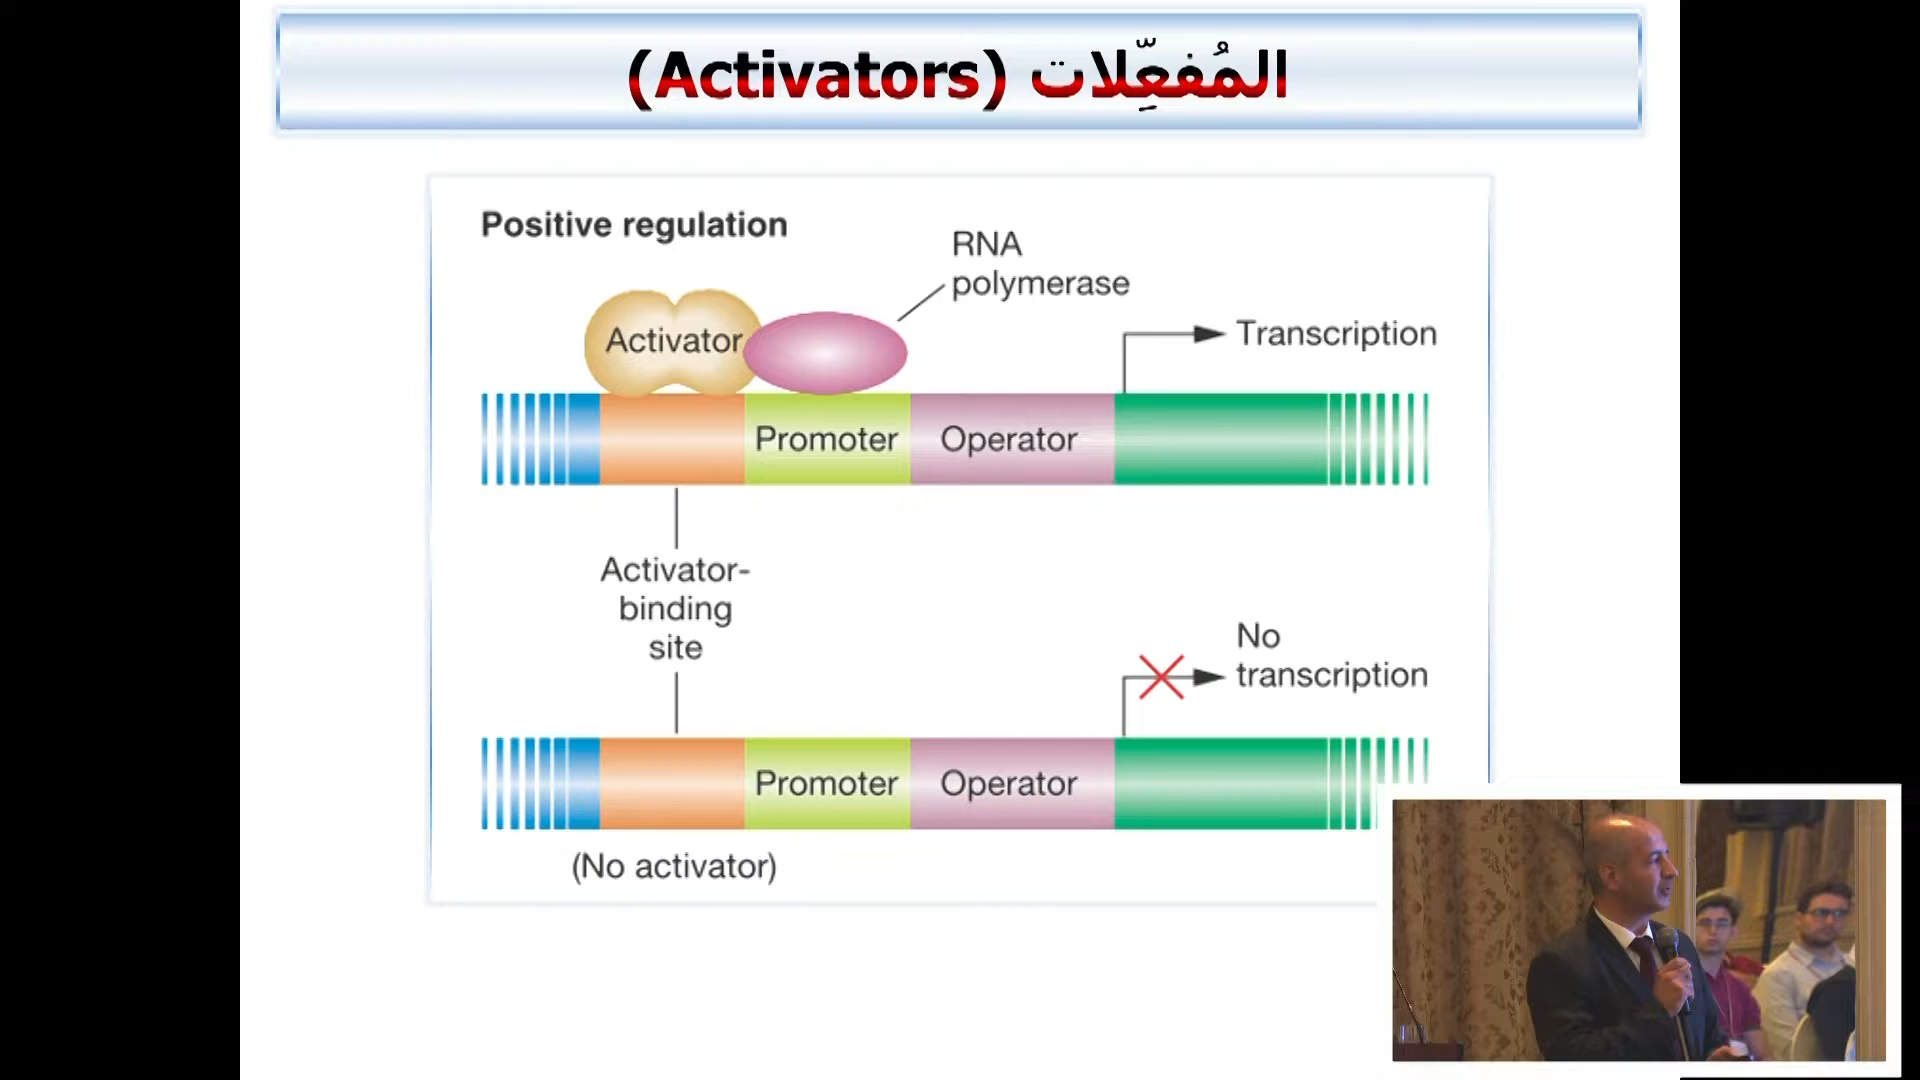 المُفعِّلات (Activators)
Positive regulation
RNA
polymerase
Activator
Transcription
Promoter
Operator
Activator-
binding
site
No
transcription
Promoter
Operator
(No activator)